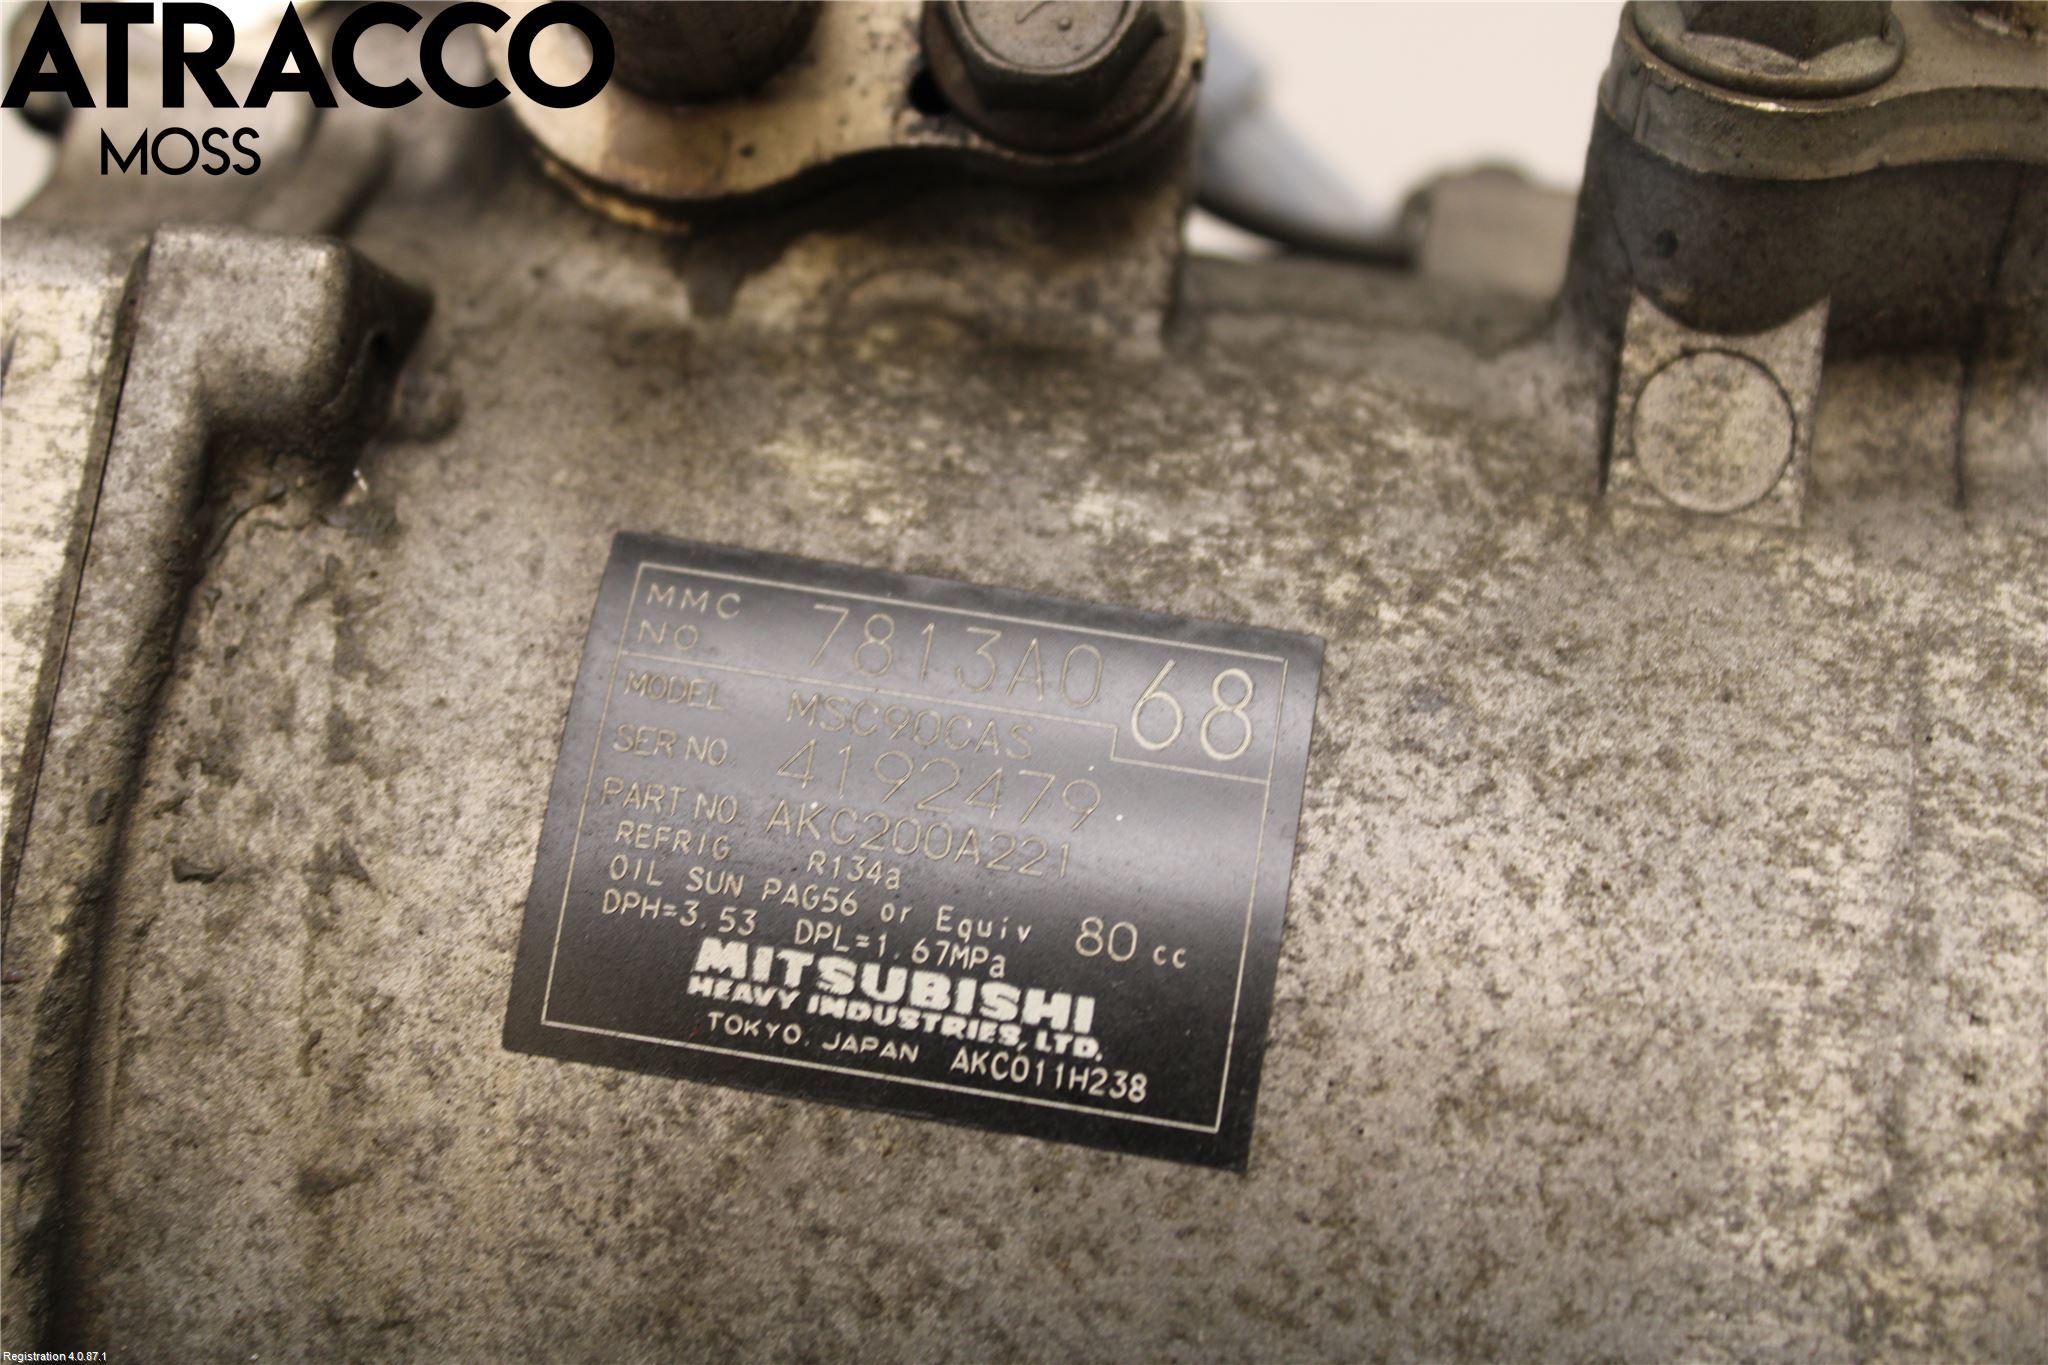 ATRACCO
MOSS
MMC NO 7813A068
MODEL MSC90CAS
SER NO. 4192479
PART NO. AKC200A221
REFRIG R134a
OIL SUN PAG56 or Equiv 80 cc
DPH=3.53 DPL=1.67MPa
MITSUBISHI
HEAVY INDUSTRIES, LTD.
TOKYO, JAPAN AKC011H238
Registration 4.0.87.1